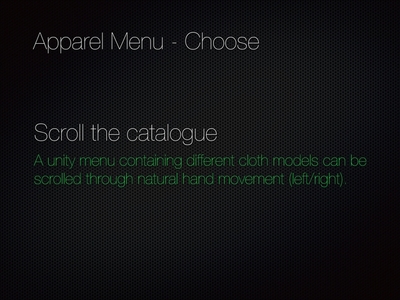 Apparel Menu - Choose
Scroll the catalogue
A unity menu containing different cloth models can be
scrolled through natural hand movement (left/right).